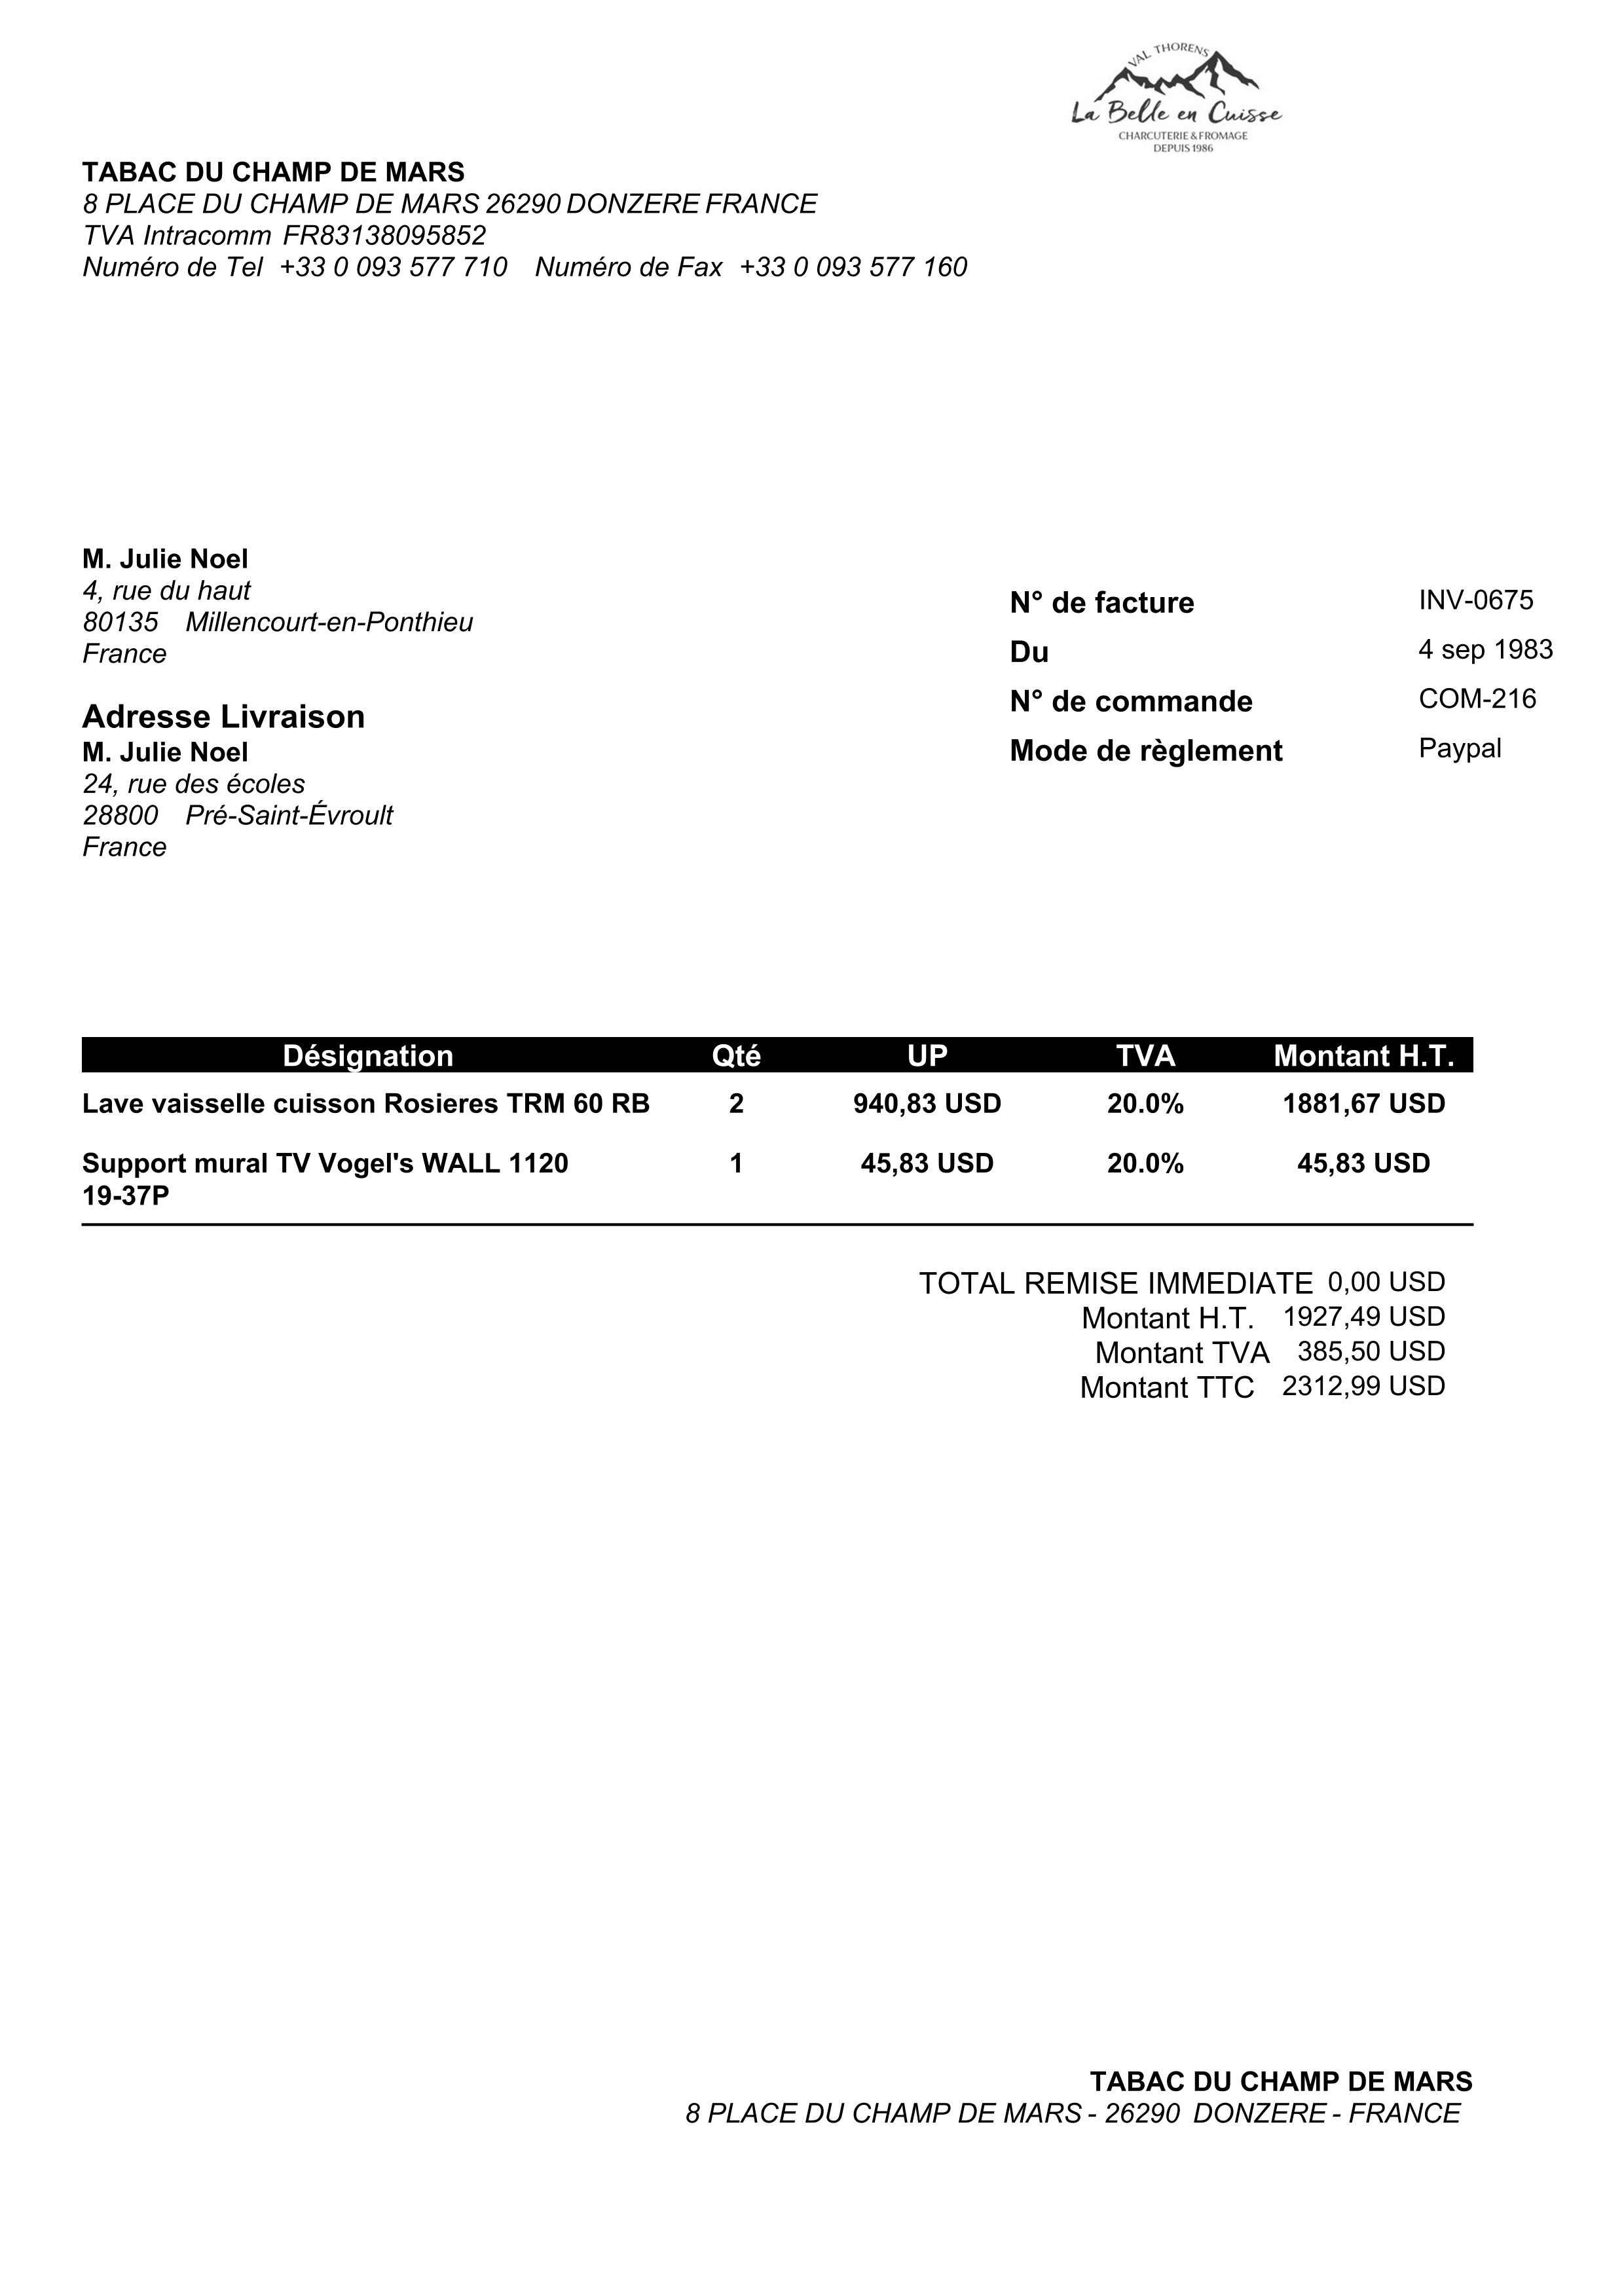 VAL THORENS
La Belle en Cuisse
CHARCUTERIE & FROMAGE
DEPUIS 1986
TABAC DU CHAMP DE MARS
8 PLACE DU CHAMP DE MARS 26290 DONZERE FRANCE
TVA Intracomm FR83138095852
Numéro de Tel +33 0 093 577 710 Numéro de Fax +33 0 093 577 160
M. Julie Noel
4, rue du haut
80135 Millencourt-en-Ponthieu
France
Adresse Livraison
M. Julie Noel
24, rue des écoles
28800 Pré-Saint-Évroult
France
N° de facture INV-0675
Du 4 sep 1983
N° de commande COM-216
Mode de règlement Paypal
Désignation Qté UP TVA Montant H.T.
Lave vaisselle cuisson Rosieres TRM 60 RB 2 940,83 USD 20.0% 1881,67 USD
Support mural TV Vogel's WALL 1120 1 45,83 USD 20.0% 45,83 USD
19-37P
TOTAL REMISE IMMEDIATE 0,00 USD
Montant H.T. 1927,49 USD
Montant TVA 385,50 USD
Montant TTC 2312,99 USD
TABAC DU CHAMP DE MARS
8 PLACE DU CHAMP DE MARS - 26290 DONZERE - FRANCE